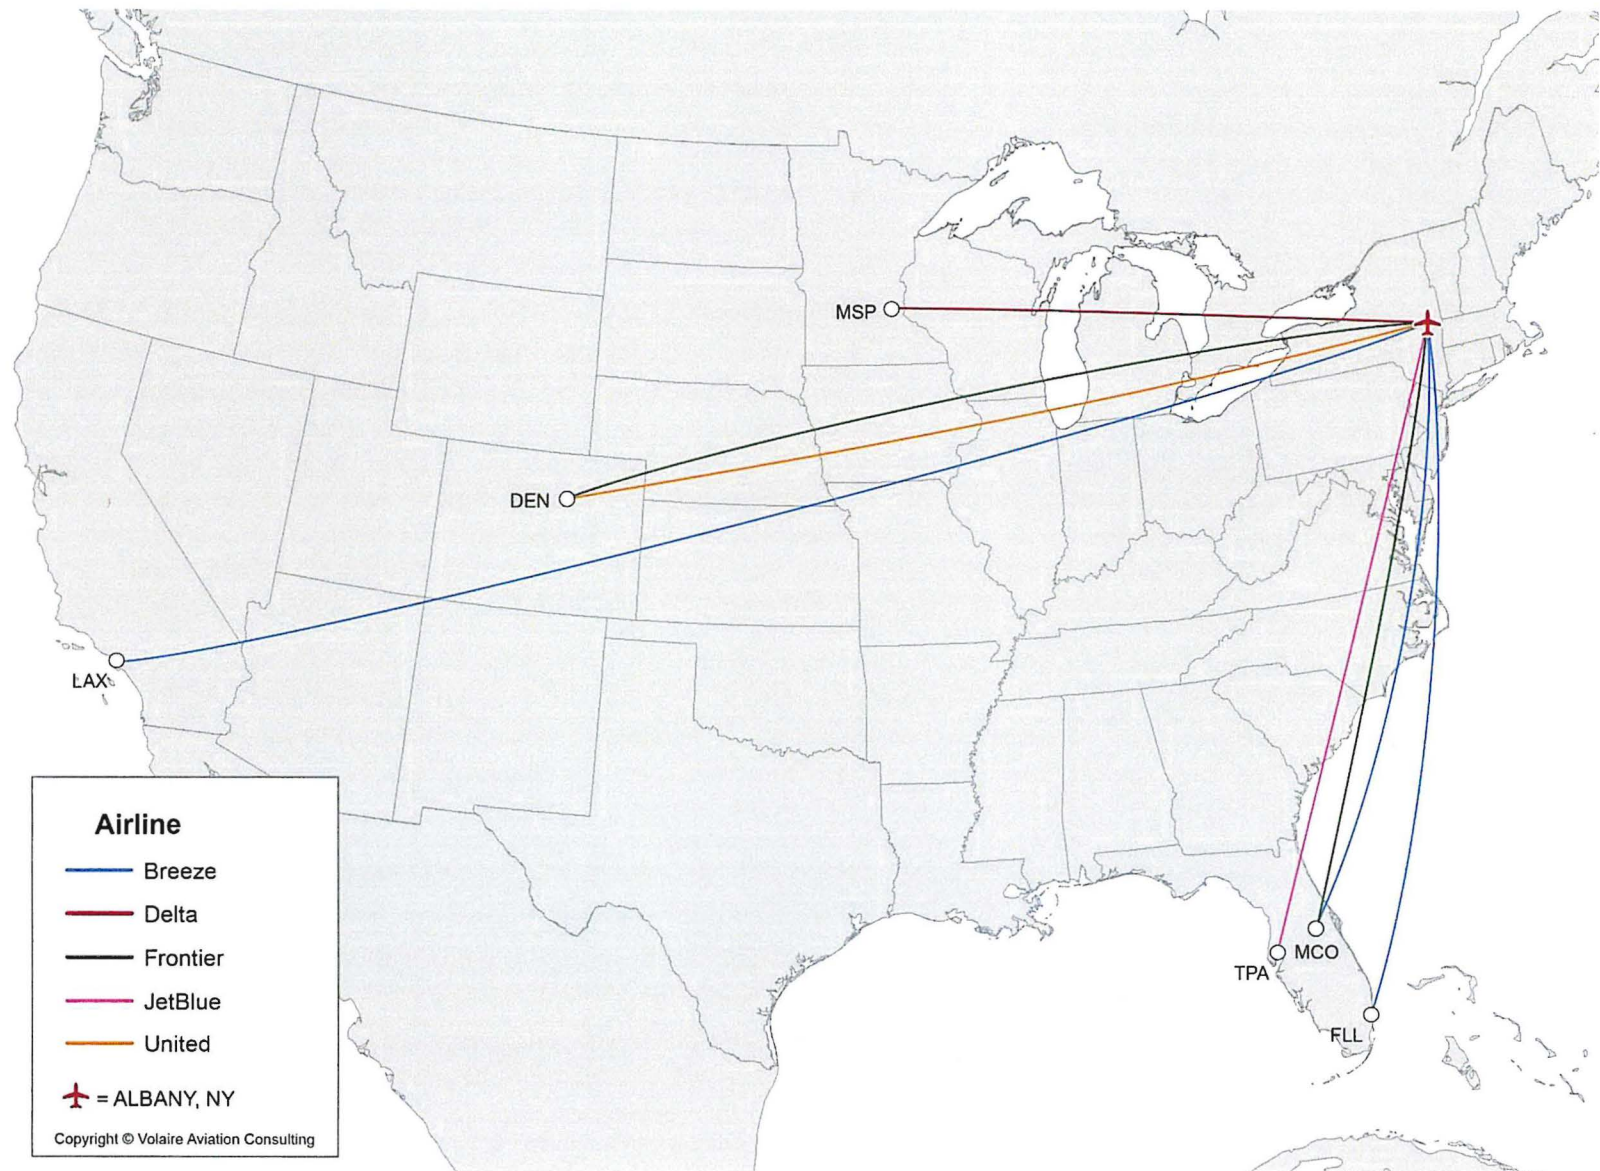 MSP
DEN
LAX
MCO
TPA
FLL
Airline
Breeze
Delta
Frontier
JetBlue
United
= ALBANY, NY
Copyright © Volaire Aviation Consulting